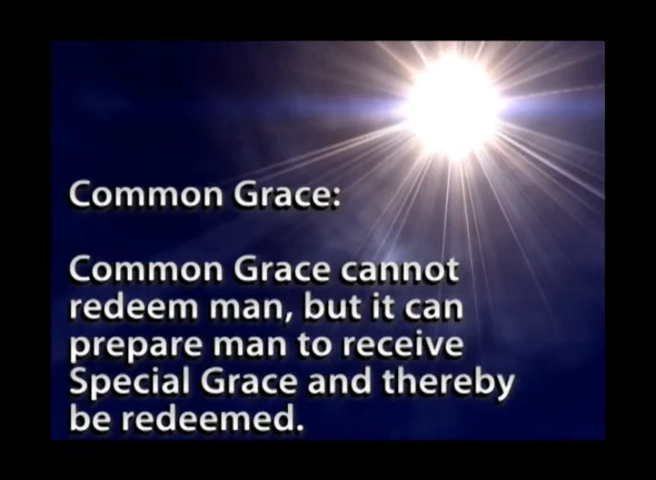 Common Grace:
Common Grace cannot
redeem man, but it can
prepare man to receive
Special Grace and thereby
be redeemed.